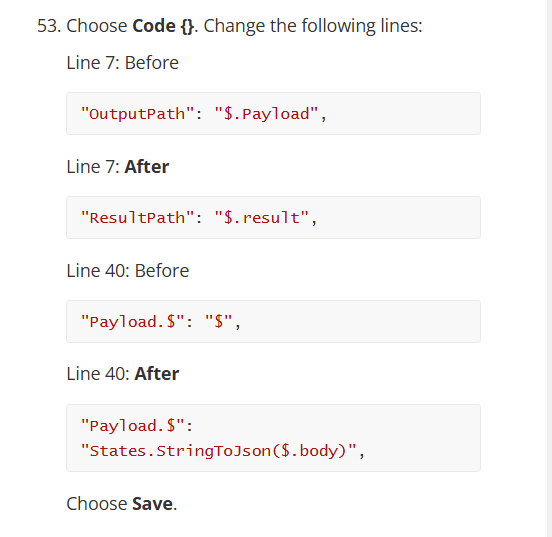 53. Choose Code {}. Change the following lines:
Line 7: Before
"OutputPath": "$.Payload",
Line 7: After
"ResultPath": "$.result",
Line 40: Before
"Payload.$": "$",
Line 40: After
"Payload.$":
"States.StringToJson($.body)",
Choose Save.